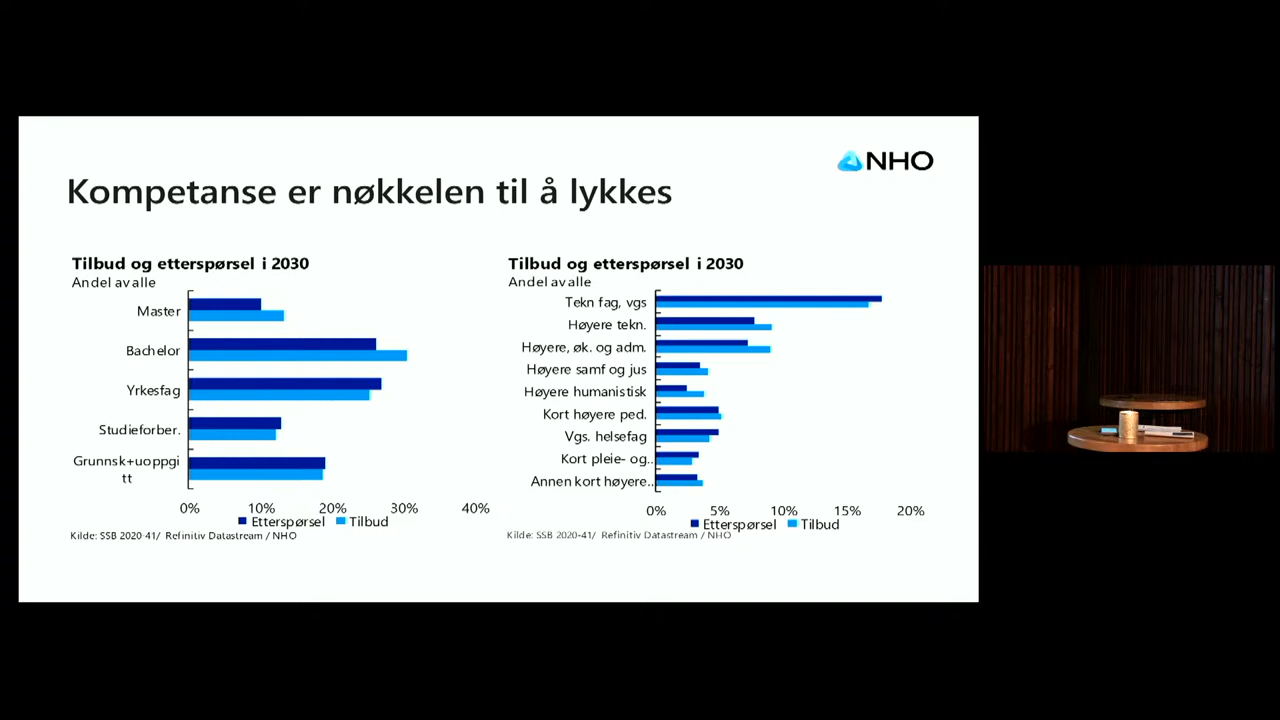 NHO
Kompetanse er nøkkelen til å lykkes
Tilbud og etterspørsel i 2030
Andel av alle
Master
Bachelor
Yrkesfag
Studieforber.
Grunnsk+uoppgi
tt
0% 10% 20% 30% 40%
Etterspørsel Tilbud
Kilde: SSB 2020-41/ Refinitiv Datastream / NHO
Tilbud og etterspørsel i 2030
Andel av alle
Tekn fag, vgs
Høyere tekn.
Høyere, øk. og adm.
Høyere samf og jus
Høyere humanistisk
Kort høyere ped.
Vgs. helsefag
Kort pleie- og..
Annen kort høyere..
0% 5% 10% 15% 20%
Etterspørsel Tilbud
Kilde: SSB 2020-41/ Refinitiv Datastream / NHO